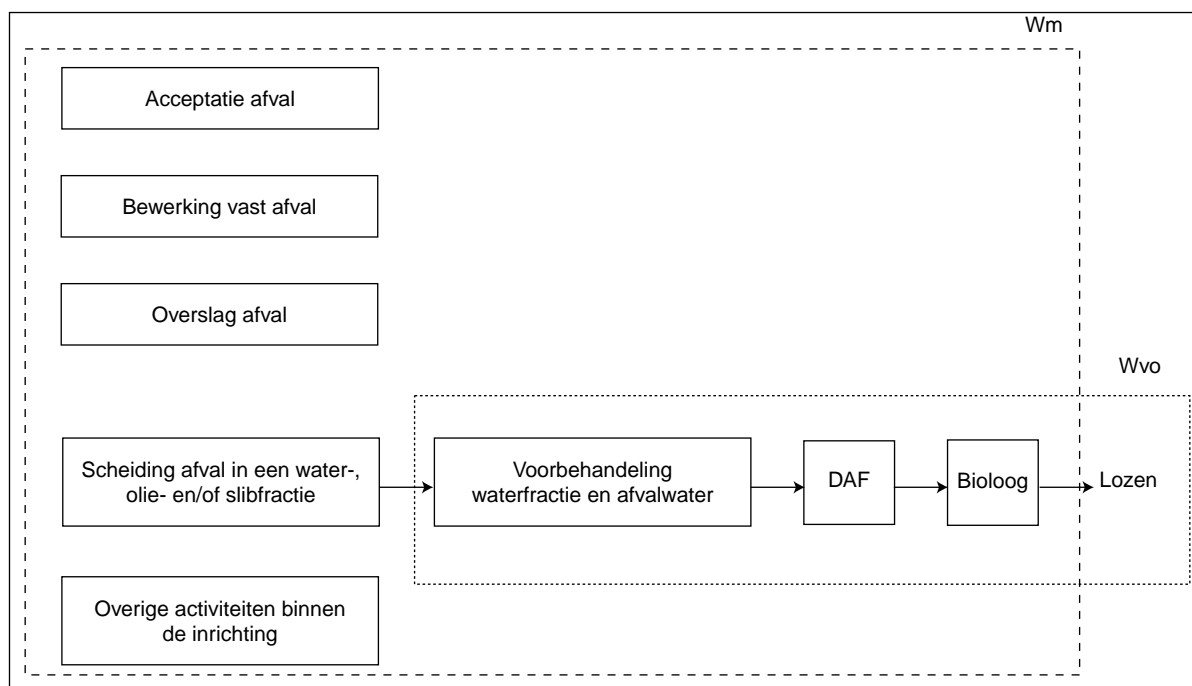 Wm
Acceptatie afval
Bewerking vast afval
Overslag afval
Wvo
Scheiding afval in een water-,
olie- en/of slibfractie
Voorbehandeling
waterfractie en afvalwater
DAF
Bioloog
Lozen
Overige activiteiten binnen
de inrichting